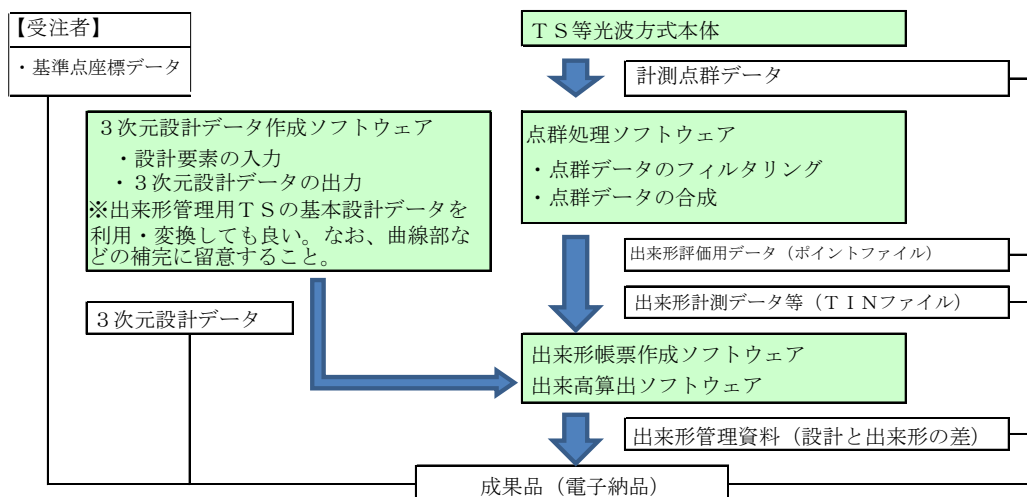 【受注者】
・基準点座標データ
ＴＳ等光波方式本体
計測点群データ
３次元設計データ作成ソフトウェア
・設計要素の入力
・３次元設計データの出力
※出来形管理用ＴＳの基本設計データを
利用・変換しても良い。なお、曲線部な
どの補完に留意すること。
点群処理ソフトウェア
・点群データのフィルタリング
・点群データの合成
出来形評価用データ（ポイントファイル）
出来形計測データ等（ＴＩＮファイル）
３次元設計データ
出来形帳票作成ソフトウェア
出来高算出ソフトウェア
出来形管理資料（設計と出来形の差）
成果品（電子納品）